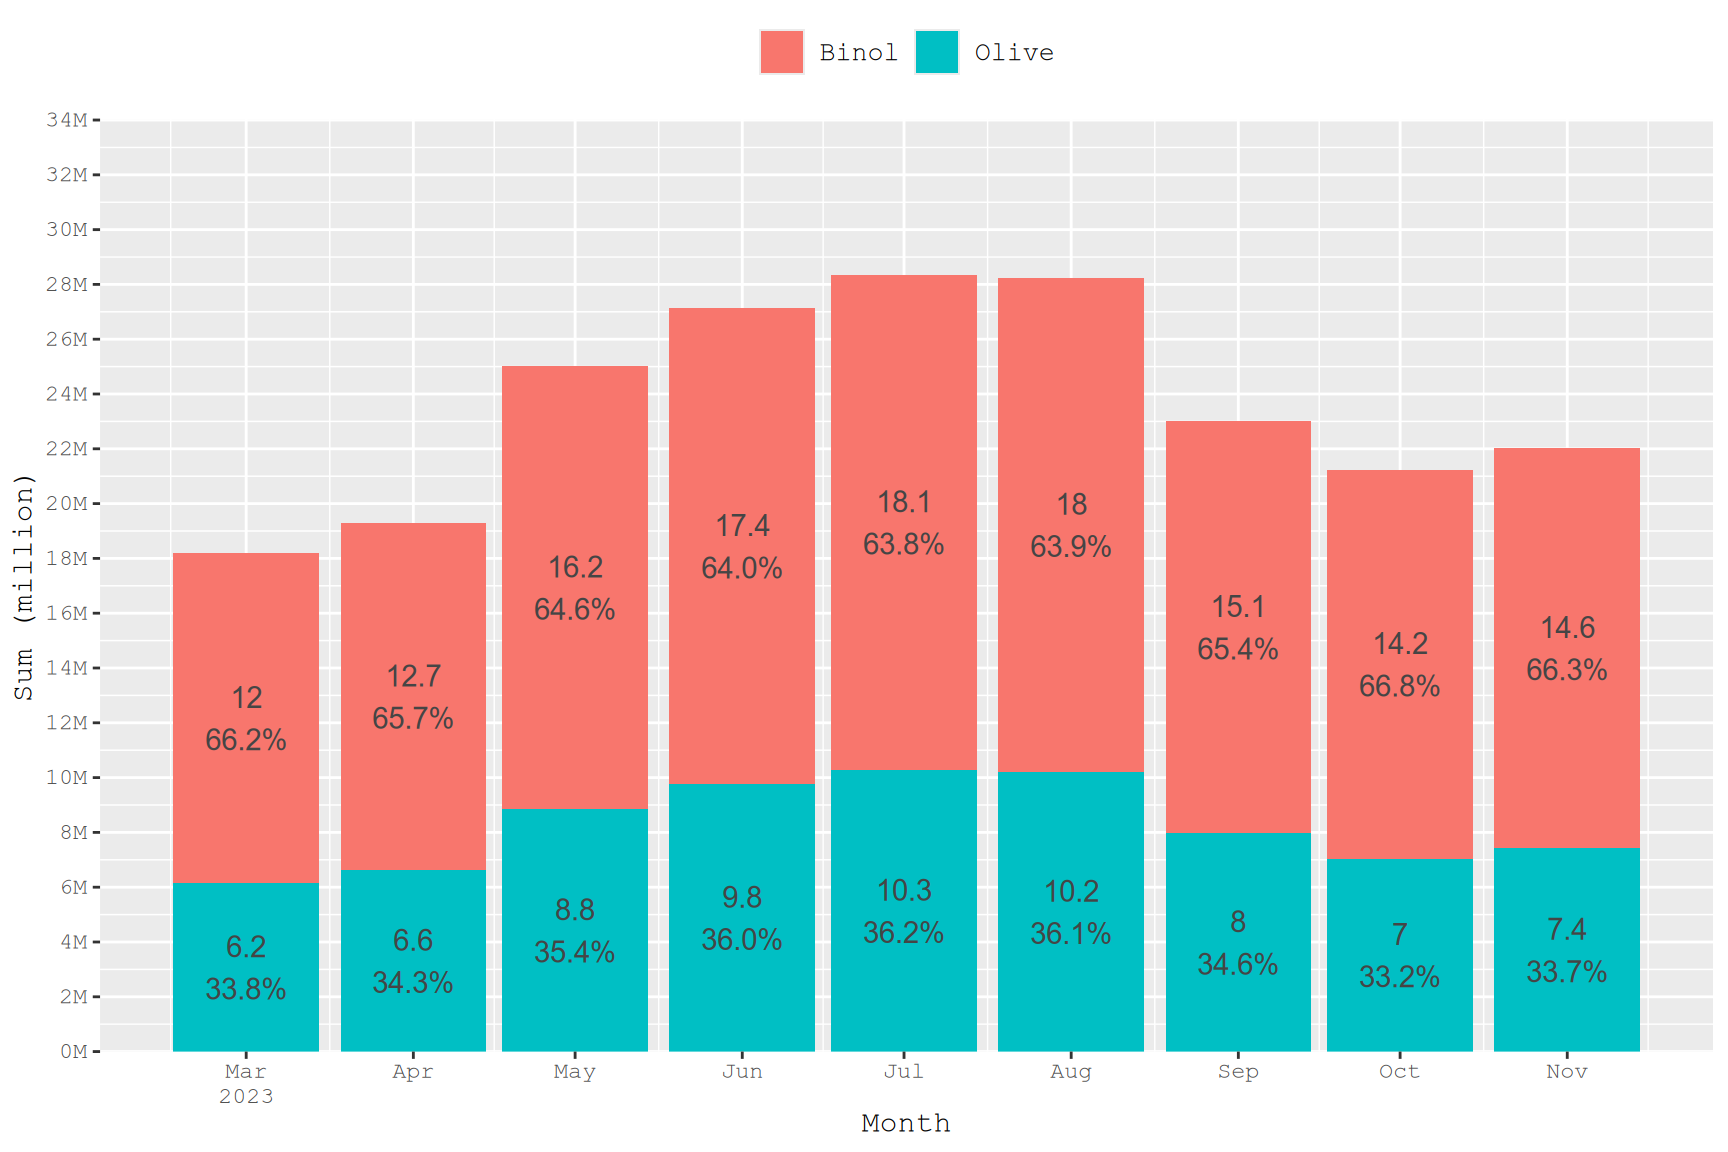 Binol Olive
34M
32M
30M
28M
26M
24M
22M
20M
18M
16M
14M
12M
10M
8M
6M
4M
2M
0M
Sum (million)
12
66.2%
6.2
33.8%
12.7
65.7%
6.6
34.3%
16.2
64.6%
8.8
35.4%
17.4
64.0%
9.8
36.0%
18.1
63.8%
10.3
36.2%
18
63.9%
10.2
36.1%
15.1
65.4%
8
34.6%
14.2
66.8%
7
33.2%
14.6
66.3%
7.4
33.7%
Mar Apr May Jun Jul Aug Sep Oct Nov
2023
Month